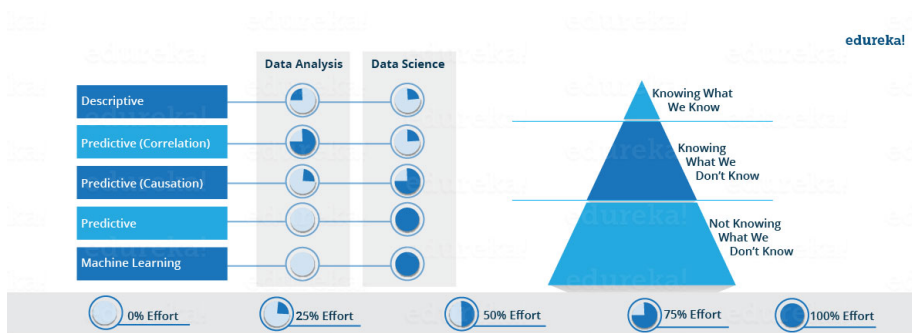 edureka!
Data Analysis
Data Science
Descriptive
Predictive (Correlation)
Predictive (Causation)
Predictive
Machine Learning
Knowing What
We Know
Knowing
What We
Don't Know
Not Knowing
What We
Don't Know
0% Effort
25% Effort
50% Effort
75% Effort
100% Effort